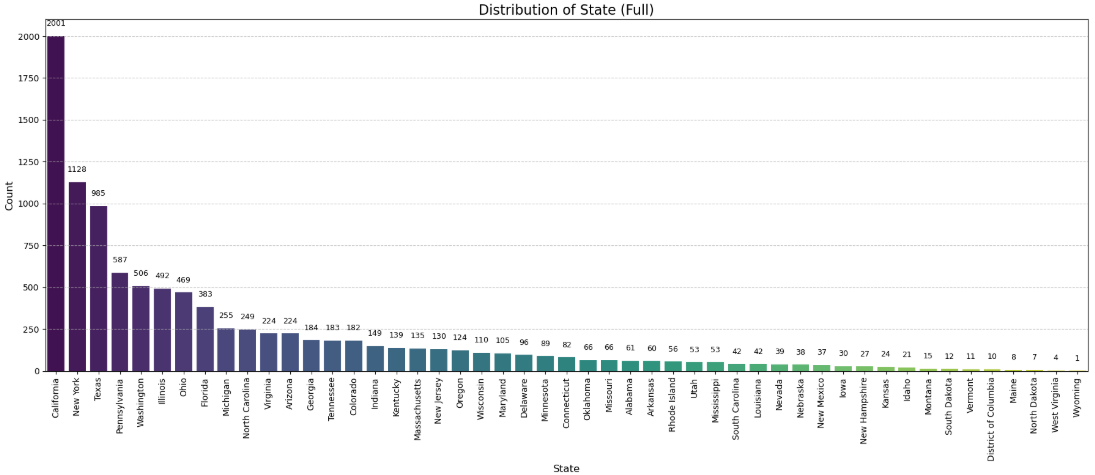 Distribution of State (Full)
Count
2000
1750
1500
1250
1000
750
500
250
0
2001
1128
985
587
506
492
469
383
255
249
224
224
184
183
182
149
139
135
130
124
110
105
96
89
82
66
66
61
60
56
53
53
42
42
39
38
37
30
27
24
21
15
12
11
10
8
7
4
1
California
New York
Texas
Pennsylvania
Washington
Illinois
Ohio
Florida
Michigan
North Carolina
Virginia
Arizona
Georgia
Tennessee
Colorado
Indiana
Kentucky
Massachusetts
New Jersey
Oregon
Wisconsin
Maryland
Delaware
Minnesota
Connecticut
Oklahoma
Missouri
Alabama
Arkansas
Rhode Island
Utah
Mississippi
South Carolina
Louisiana
Nevada
Nebraska
New Mexico
Iowa
New Hampshire
Kansas
Idaho
Montana
South Dakota
Vermont
District of Columbia
Maine
North Dakota
West Virginia
Wyoming
State